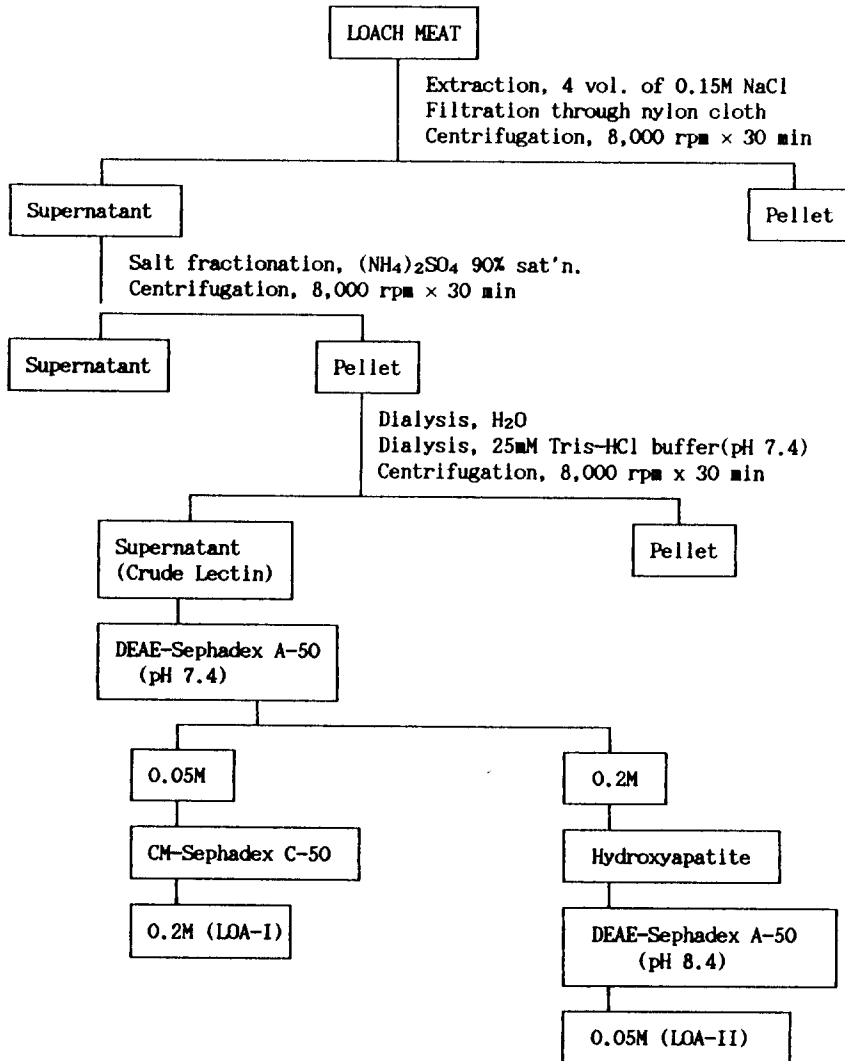 LOACH MEAT
Extraction, 4 vol. of 0.15M NaCl
Filtration through nylon cloth
Centrifugation, 8,000 rpm × 30 min
Supernatant
Pellet
Salt fractionation, (NH₄)₂SO₄ 90% sat'n.
Centrifugation, 8,000 rpm × 30 min
Supernatant
Pellet
Dialysis, H₂O
Dialysis, 25mM Tris-HCl buffer(pH 7.4)
Centrifugation, 8,000 rpm x 30 min
Supernatant
(Crude Lectin)
Pellet
DEAE-Sephadex A-50
(pH 7.4)
0.05M
0.2M
CM-Sephadex C-50
Hydroxyapatite
0.2M (LOA-I)
DEAE-Sephadex A-50
(pH 8.4)
0.05M (LOA-II)